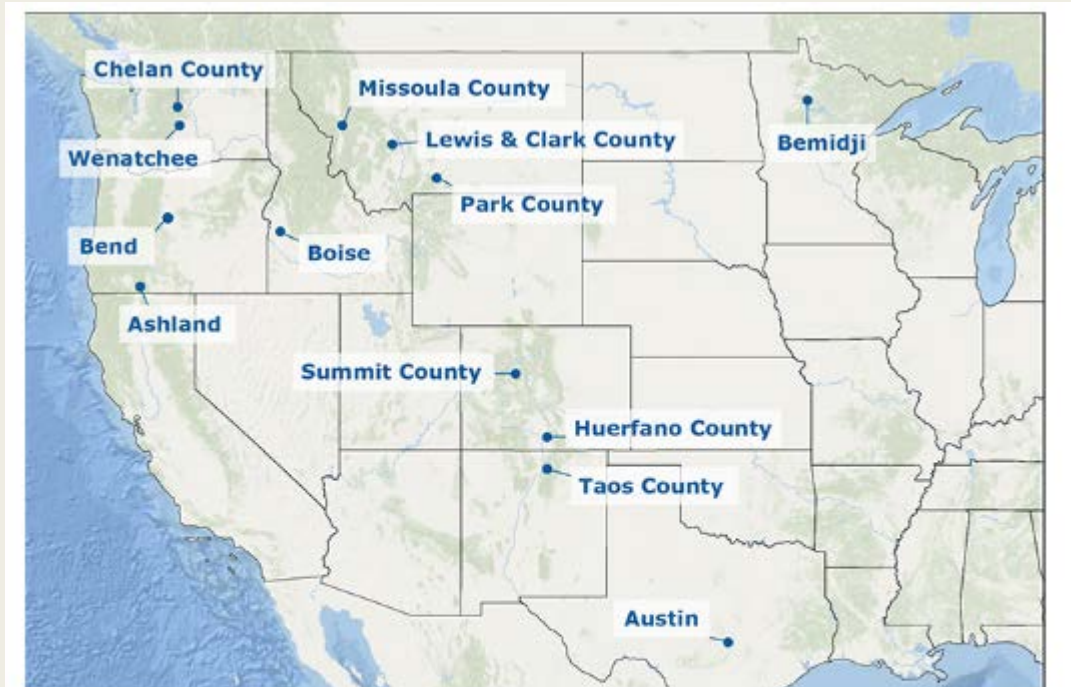 Chelan County
Missoula County
Lewis & Clark County
Bemidji
Wenatchee
Park County
Bend
Boise
Ashland
Summit County
Huerfano County
Taos County
Austin